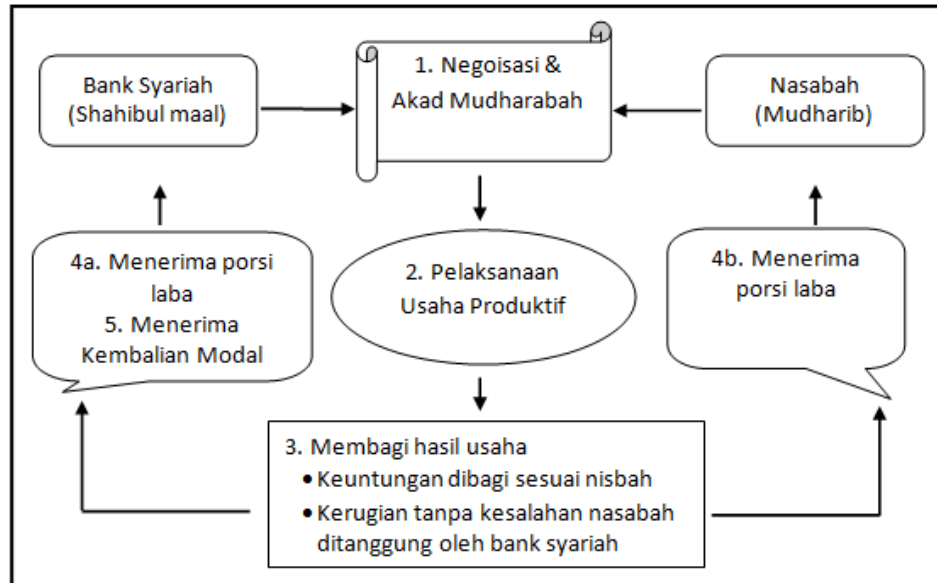 Bank Syariah
(Shahibul maal)
1. Negoisasi &
Akad Mudharabah
Nasabah
(Mudharib)
4a. Menerima porsi
laba
5. Menerima
Kembalian Modal
2. Pelaksanaan
Usaha Produktif
4b. Menerima
porsi laba
3. Membagi hasil usaha
• Keuntungan dibagi sesuai nisbah
• Kerugian tanpa kesalahan nasabah
ditanggung oleh bank syariah